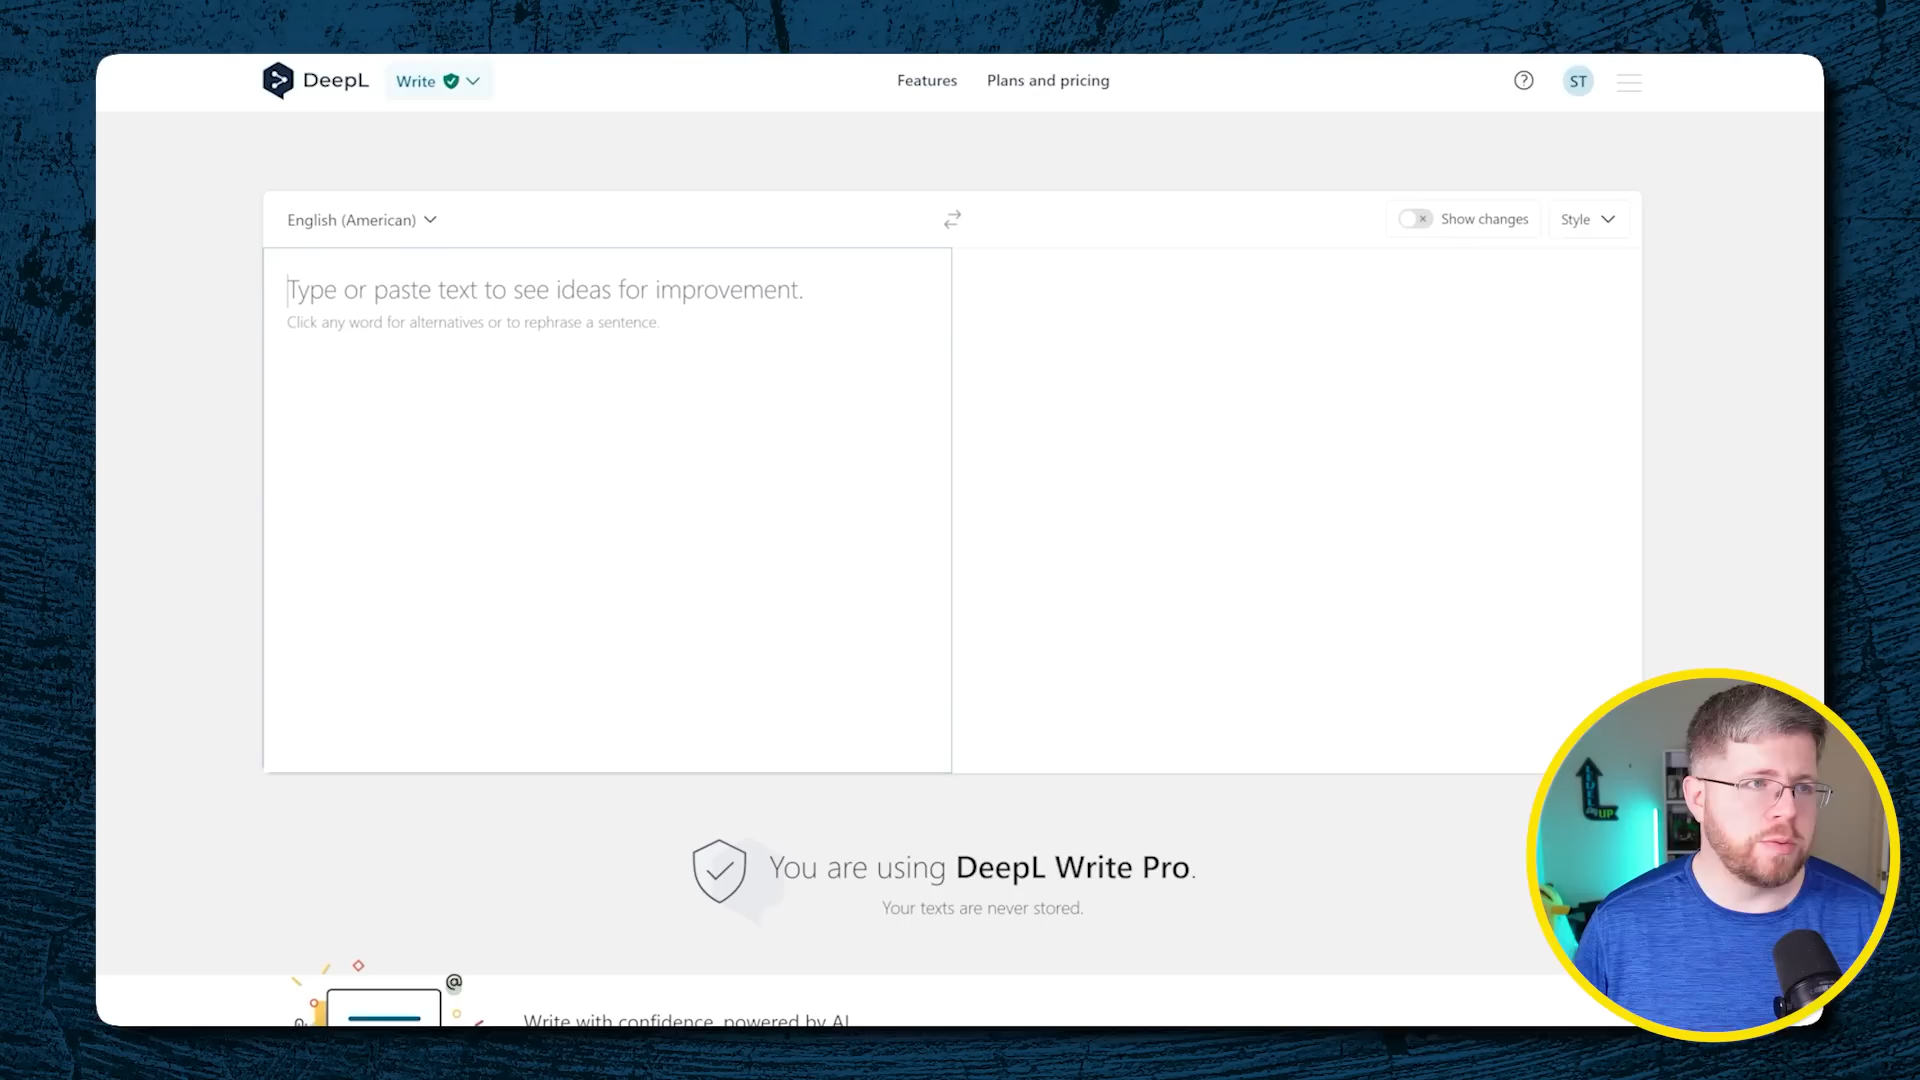 DeepL Write Features Plans and pricing ? ST
English (American) Show changes Style
Type or paste text to see ideas for improvement.
Click any word for alternatives or to rephrase a sentence.
You are using DeepL Write Pro.
Your texts are never stored.
@
Write with confidence, powered by AI
LEVEL UP